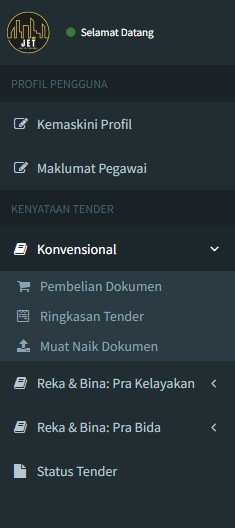 JET
Selamat Datang
PROFIL PENGGUNA
Kemaskini Profil
Maklumat Pegawai
KENYATAAN TENDER
Konvensional
Pembelian Dokumen
Ringkasan Tender
Muat Naik Dokumen
Reka & Bina: Pra Kelayakan
Reka & Bina: Pra Bida
Status Tender